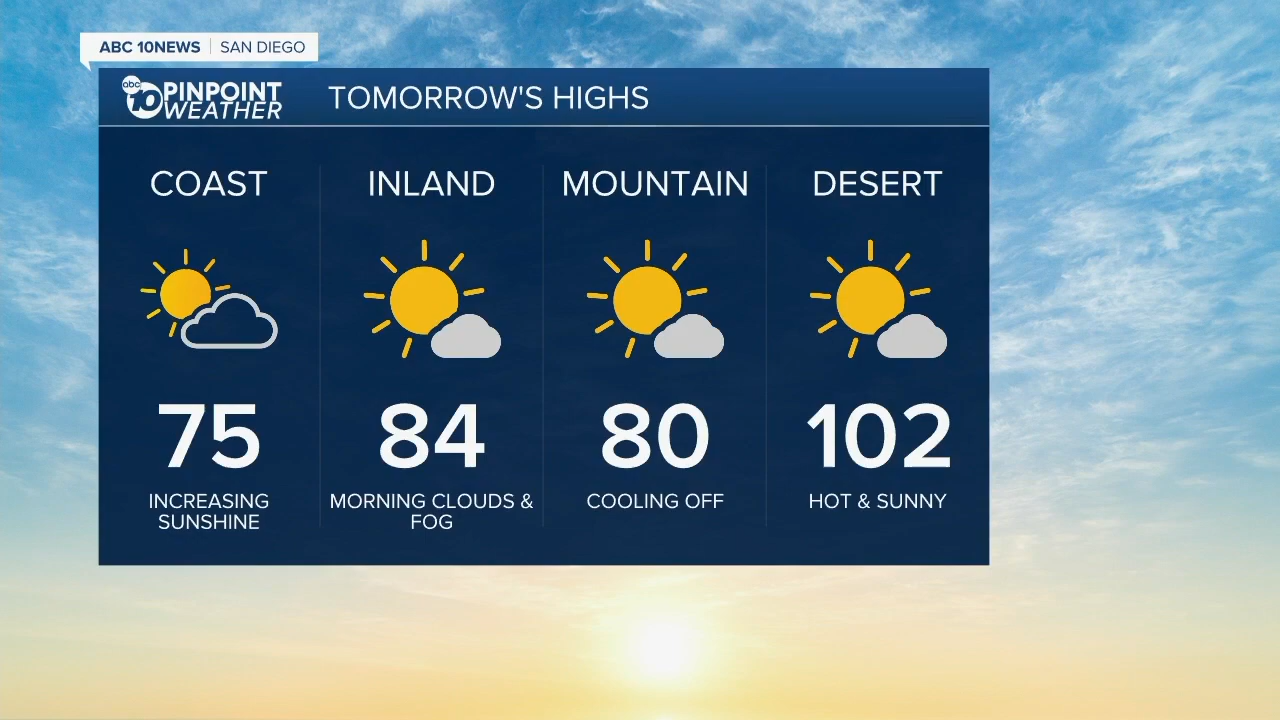 ABC 10NEWS | SAN DIEGO
abc 10 PINPOINT
WEATHER
TOMORROW'S HIGHS
COAST
75
INCREASING
SUNSHINE
INLAND
84
MORNING CLOUDS &
FOG
MOUNTAIN
80
COOLING OFF
DESERT
102
HOT & SUNNY